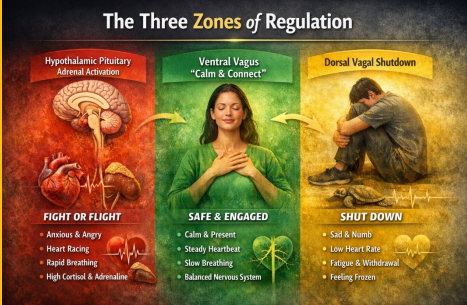 The Three Zones of Regulation
Hypothalamic Pituitary
Adrenal Activation
FIGHT OR FLIGHT
• Anxious & Angry
• Heart Racing
• Rapid Breathing
• High Cortisol & Adrenaline
Ventral Vagus
"Calm & Connect"
SAFE & ENGAGED
• Calm & Present
• Steady Heartbeat
• Slow Breathing
• Balanced Nervous System
Dorsal Vagal Shutdown
SHUT DOWN
• Sad & Numb
• Low Heart Rate
• Fatigue & Withdrawal
• Feeling Frozen